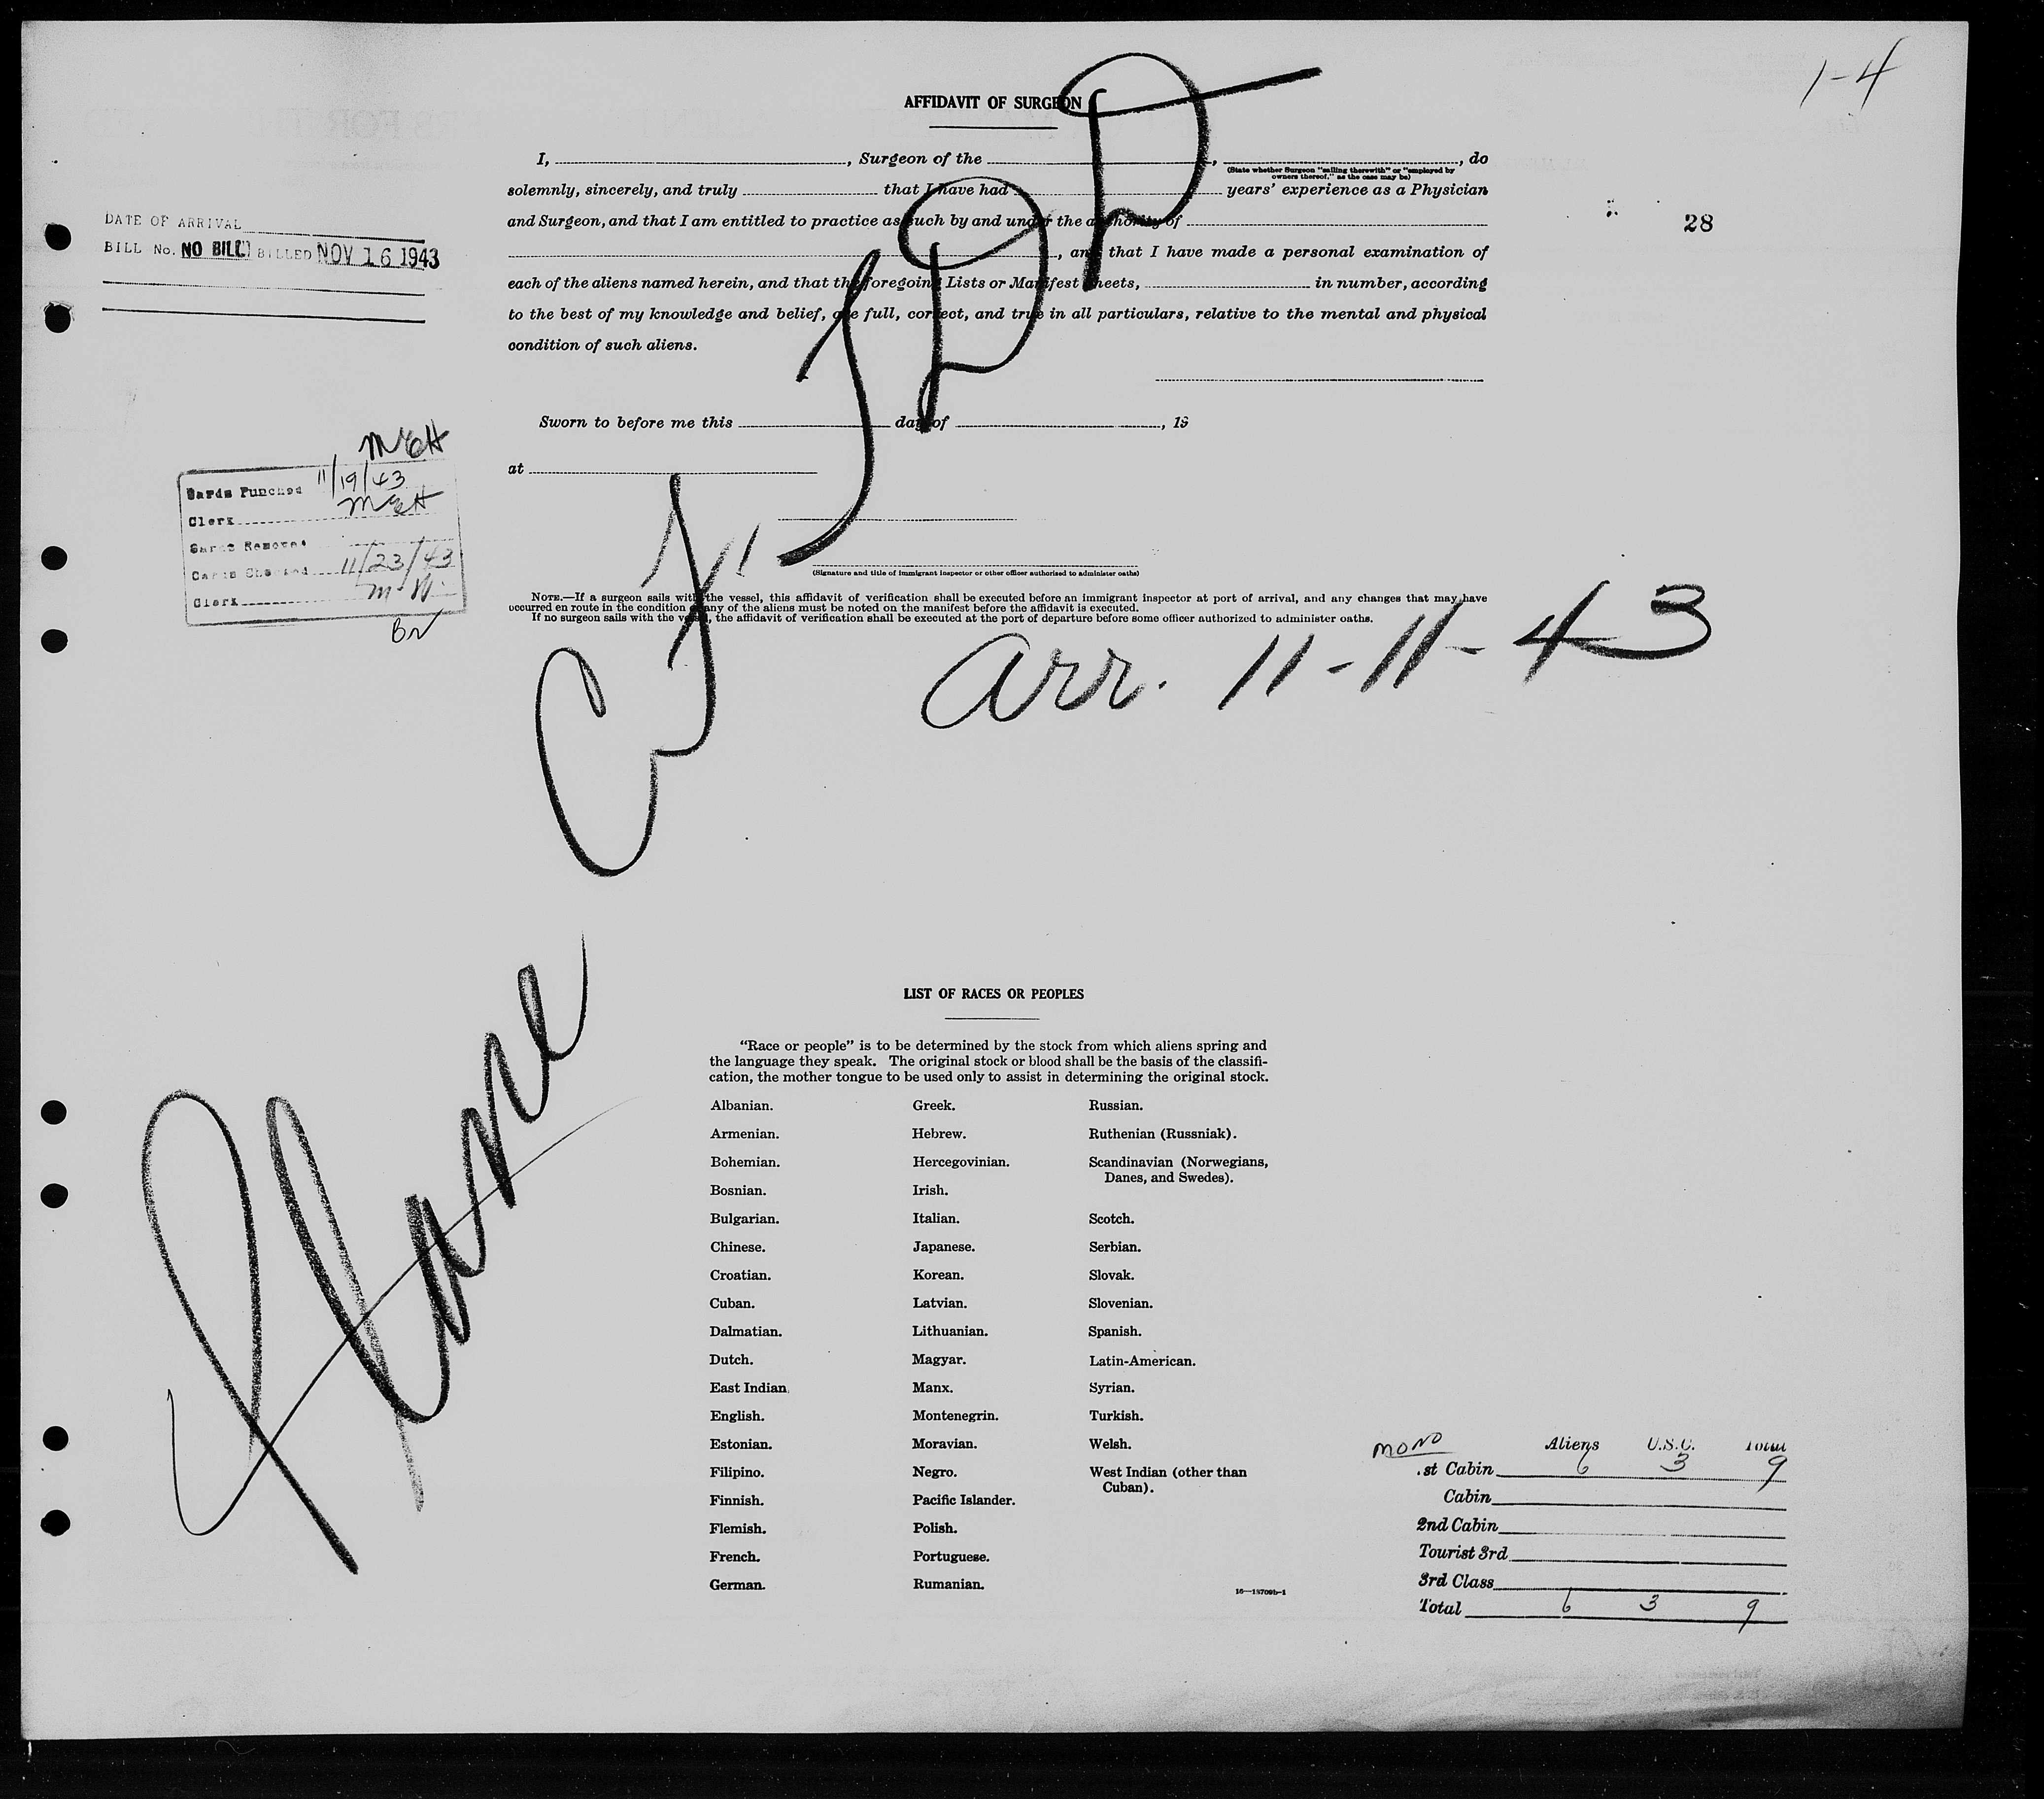 1-4
AFFIDAVIT OF SURGEON
I, , Surgeon of the , , do
(State whether Surgeon "sailing therewith" or "employed by
owners thereof," as the case may be)
solemnly, sincerely, and truly that I have had years' experience as a Physician
and Surgeon, and that I am entitled to practice as such by and under the authority of
, and that I have made a personal examination of
each of the aliens named herein, and that the foregoing Lists or Manifest Sheets, in number, according
to the best of my knowledge and belief, are full, correct, and true in all particulars, relative to the mental and physical
condition of such aliens.
28
DATE OF ARRIVAL
BILL No. NO BILL BILLED NOV 16 1943
Sworn to before me this day of , 19
at
(Signature and title of immigrant inspector or other officer authorized to administer oaths)
Cards Punched 11/19/43
Clerk
Cards Removed
Cards Checked 11/23/43
Clerk
NOTE.—If a surgeon sails with the vessel, this affidavit of verification shall be executed before an immigrant inspector at port of arrival, and any changes that may have
occurred en route in the condition of any of the aliens must be noted on the manifest before the affidavit is executed.
If no surgeon sails with the vessel, the affidavit of verification shall be executed at the port of departure before some officer authorized to administer oaths.
arr. 11-11-43
Plane
LIST OF RACES OR PEOPLES
"Race or people" is to be determined by the stock from which aliens spring and
the language they speak. The original stock or blood shall be the basis of the classifi-
cation, the mother tongue to be used only to assist in determining the original stock.
Albanian. Greek. Russian.
Armenian. Hebrew. Ruthenian (Russniak).
Bohemian. Hercegovinian. Scandinavian (Norwegians,
Danes, and Swedes).
Bosnian. Irish.
Bulgarian. Italian. Scotch.
Chinese. Japanese. Serbian.
Croatian. Korean. Slovak.
Cuban. Latvian. Slovenian.
Dalmatian. Lithuanian. Spanish.
Dutch. Magyar. Latin-American.
East Indian. Manx. Syrian.
English. Montenegrin. Turkish.
Estonian. Moravian. Welsh.
Filipino. Negro. West Indian (other than
Cuban).
Finnish. Pacific Islander.
Flemish. Polish.
French. Portuguese.
German. Rumanian.
16—18709b-1
MONO Aliens U.S.C. Total
1st Cabin 6 3 9
Cabin
2nd Cabin
Tourist 3rd
3rd Class
Total 6 3 9